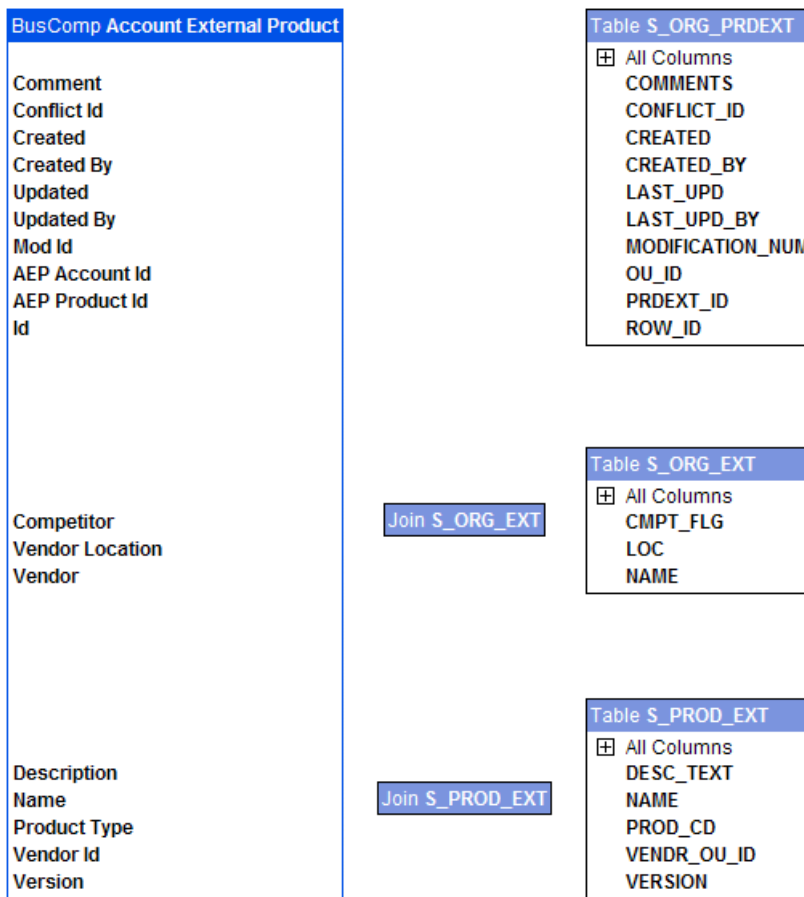 BusComp Account External Product
Comment
Conflict Id
Created
Created By
Updated
Updated By
Mod Id
AEP Account Id
AEP Product Id
Id
Competitor
Vendor Location
Vendor
Description
Name
Product Type
Vendor Id
Version
Join S_ORG_EXT
Join S_PROD_EXT
Table S_ORG_PRDEXT
All Columns
COMMENTS
CONFLICT_ID
CREATED
CREATED_BY
LAST_UPD
LAST_UPD_BY
MODIFICATION_NUM
OU_ID
PRDEXT_ID
ROW_ID
Table S_ORG_EXT
All Columns
CMPT_FLG
LOC
NAME
Table S_PROD_EXT
All Columns
DESC_TEXT
NAME
PROD_CD
VENDR_OU_ID
VERSION